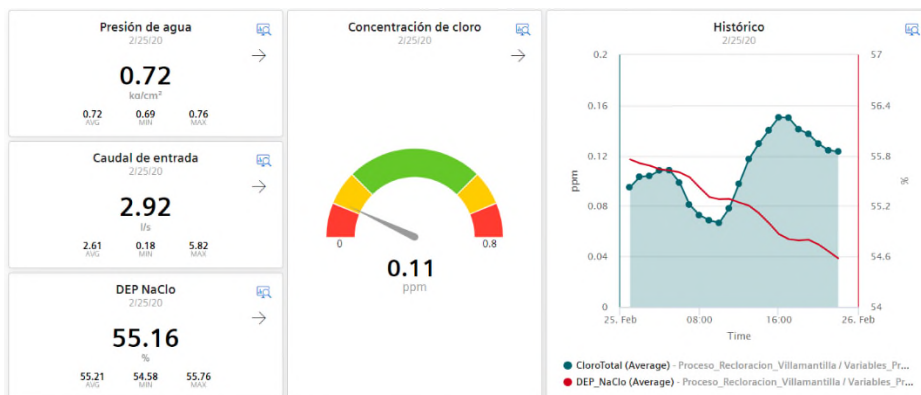 Presión de agua
2/25/20
0.72
kg/cm²
0.72 0.69 0.76
AVG MIN MAX
Caudal de entrada
2/25/20
2.92
l/s
2.61 0.18 5.82
AVG MIN MAX
DEP NaClo
2/25/20
55.16
%
55.21 54.58 55.76
AVG MIN MAX
Concentración de cloro
2/25/20
0 0.8
0.11
ppm
Histórico
2/25/20
0.2 57
0.16 56.4
0.12 55.8
ppm %
0.08 55.2
0.04 54.6
0 54
25. Feb 08:00 16:00 26. Feb
Time
CloroTotal (Average) - Proceso_Recloracion_Villamantilla / Variables_Pr...
DEP_NaClo (Average) - Proceso_Recloracion_Villamantilla / Variables_Pr...